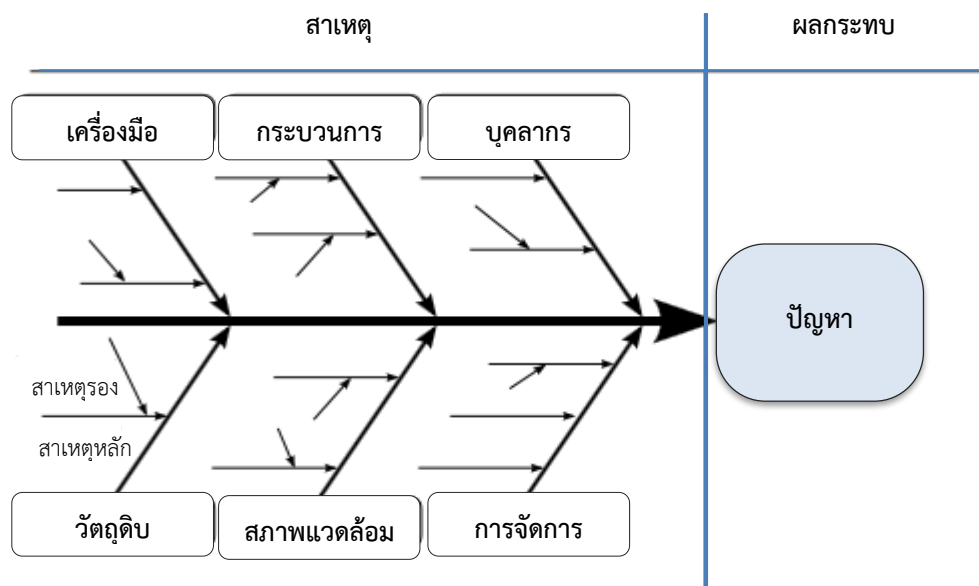 สาเหตุ
ผลกระทบ
เครื่องมือ
กระบวนการ
บุคลากร
ปัญหา
สาเหตุรอง
สาเหตุหลัก
วัตถุดิบ
สภาพแวดล้อม
การจัดการ